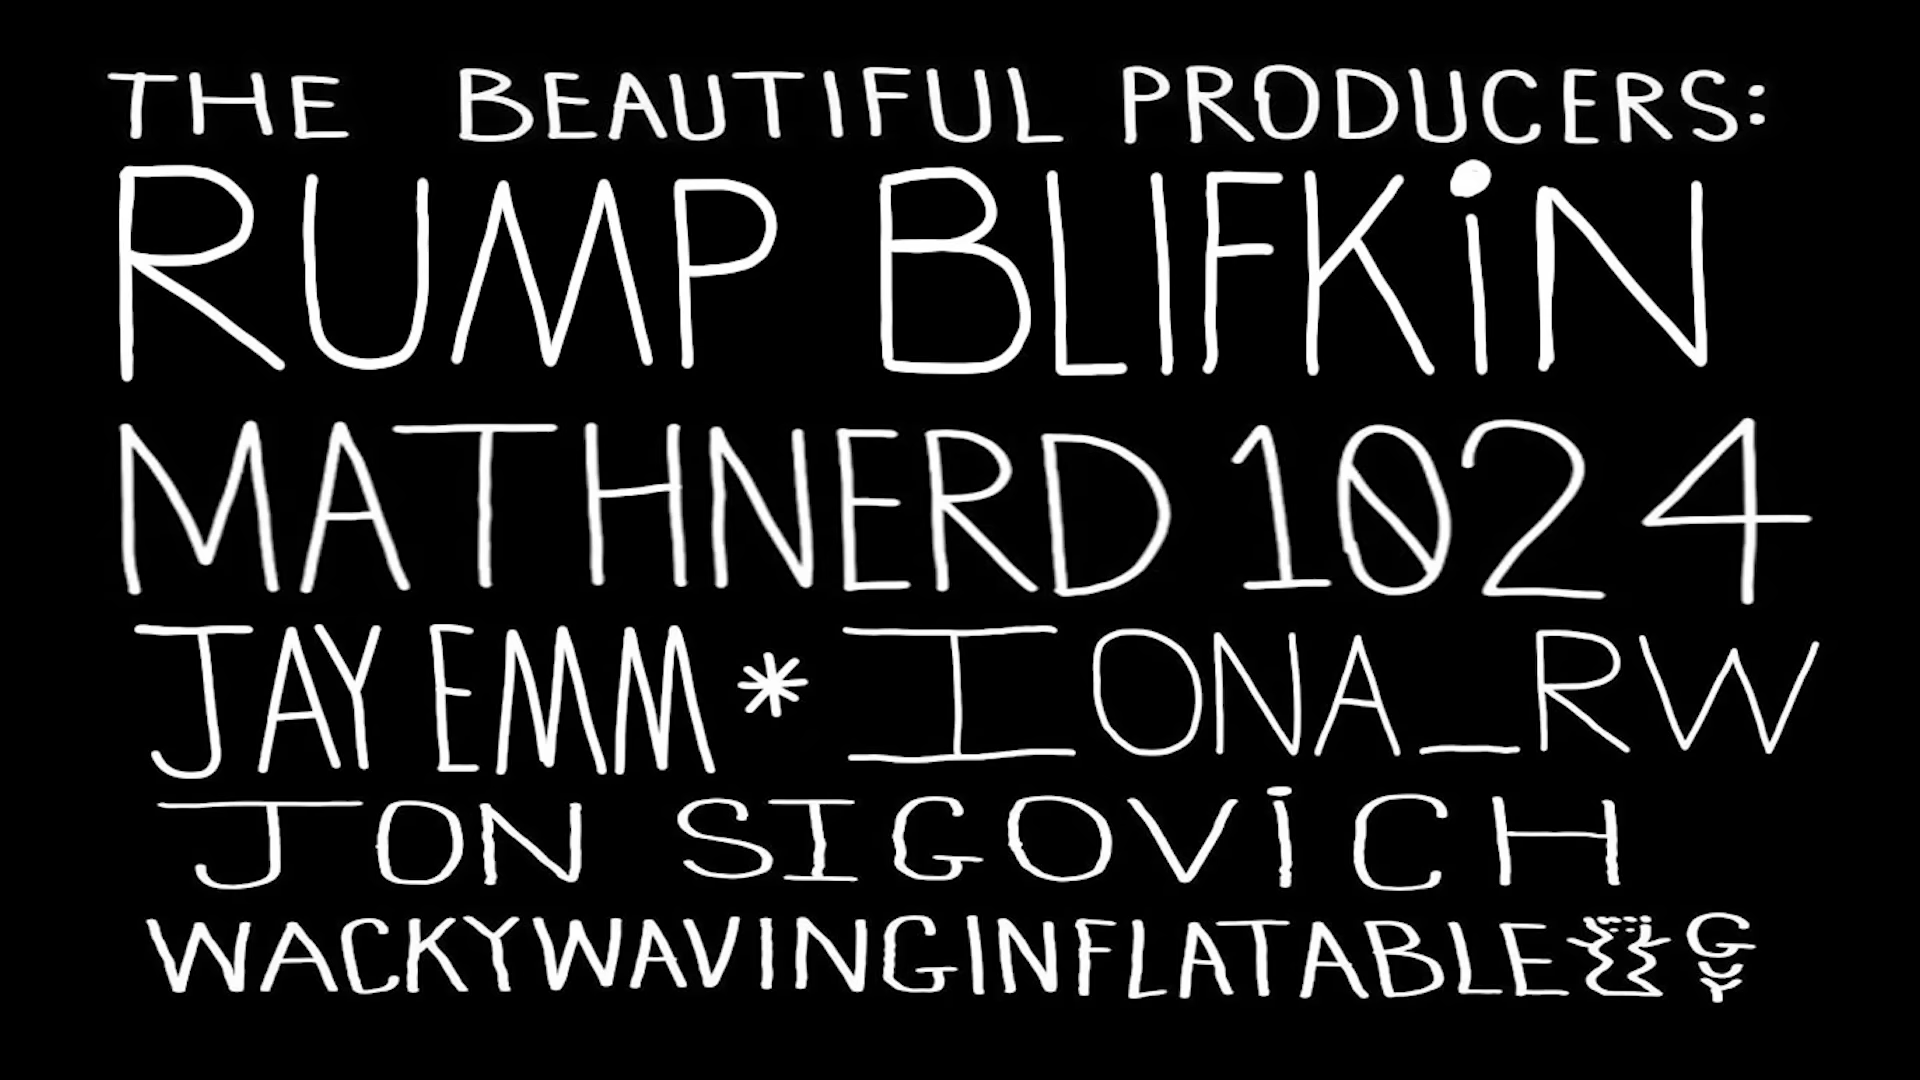 THE BEAUTIFUL PRODUCERS:
RUMP BLIFKiN
MATHNERD 1024
JAY EMM * IONA_RW
JON SIGOViCH
WACKYWAVINGINFLATABLE